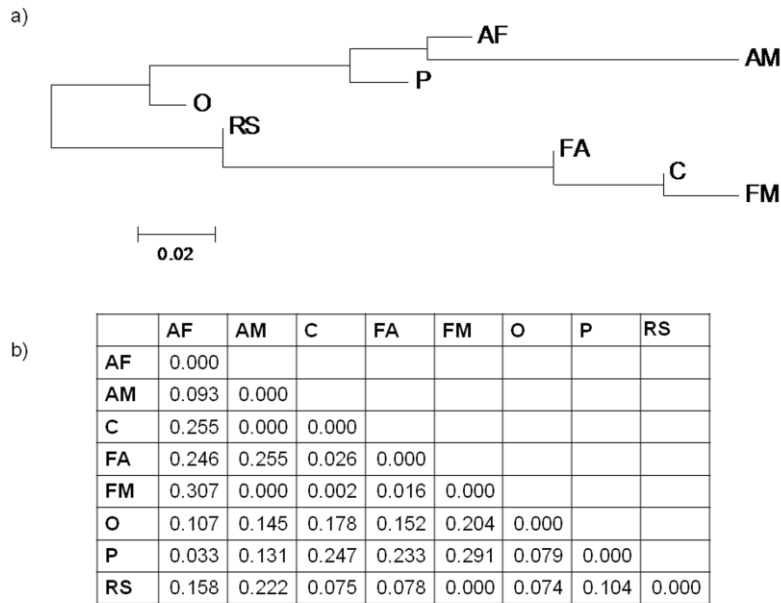 a)
AF
AM
P
O
RS
FA
C
FM
0.02
b)
AF AM C FA FM O P RS
AF 0.000
AM 0.093 0.000
C 0.255 0.000 0.000
FA 0.246 0.255 0.026 0.000
FM 0.307 0.000 0.002 0.016 0.000
O 0.107 0.145 0.178 0.152 0.204 0.000
P 0.033 0.131 0.247 0.233 0.291 0.079 0.000
RS 0.158 0.222 0.075 0.078 0.000 0.074 0.104 0.000